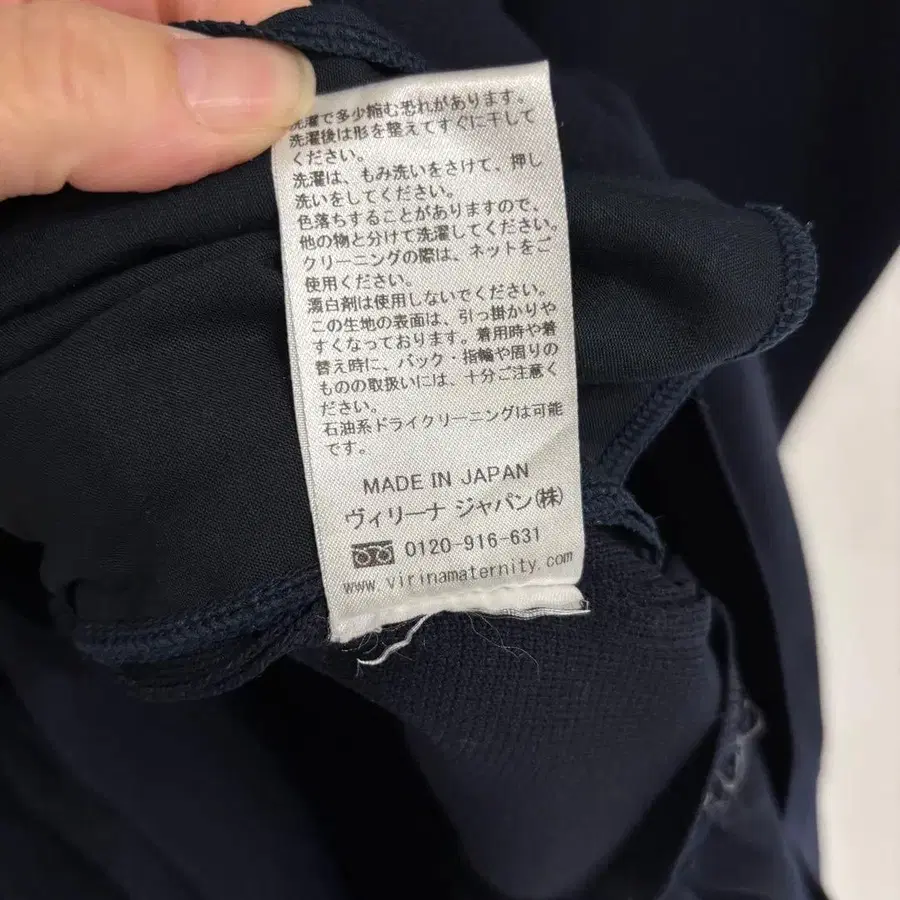 洗濯で多少縮む恐れがあります。
洗濯後は形を整えてすぐに干して
ください。
洗濯は、もみ洗いをさけて、押し
洗いをしてください。
色落ちすることがありますので、
他の物と分けて洗濯してください。
クリーニングの際は、ネットをご
使用ください。
漂白剤は使用しないでください。
この生地の表面は、引っ掛かりや
すくなっております。着用時や着
替え時に、バック・指輪や周りの
ものの取扱いには、十分ご注意く
ださい。
石油系ドライクリーニングは可能
です。
MADE IN JAPAN
ヴィリーナ ジャパン(株)
0120-916-631
www.virinamaternity.com